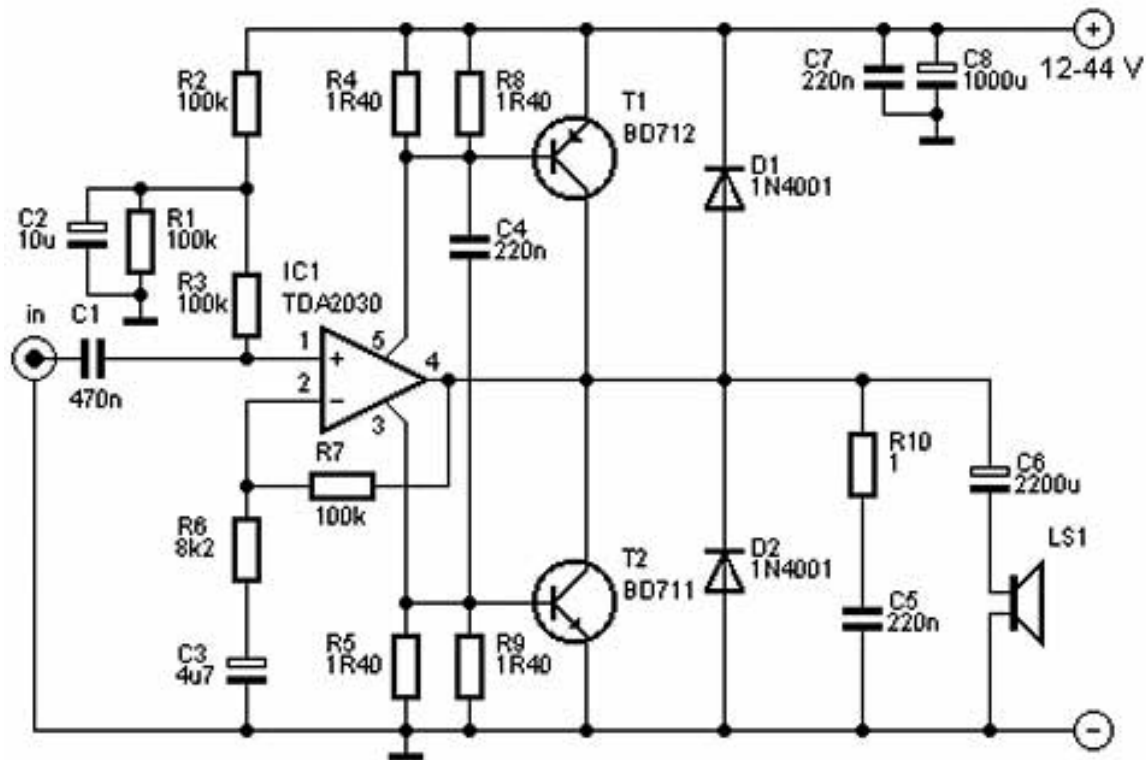 R2
100k
R4
1R40
R8
1R40
T1
BD712
C7
220n
C8
1000u
+
12-44 V
D1
1N4001
C2
10u
R1
100k
C4
220n
R3
100k
IC1
TDA2030
in
C1
470n
1
+
5
4
2
−
3
R7
100k
R10
1
C6
2200u
R6
8k2
T2
BD711
D2
1N4001
LS1
C5
220n
C3
4u7
R5
1R40
R9
1R40
−